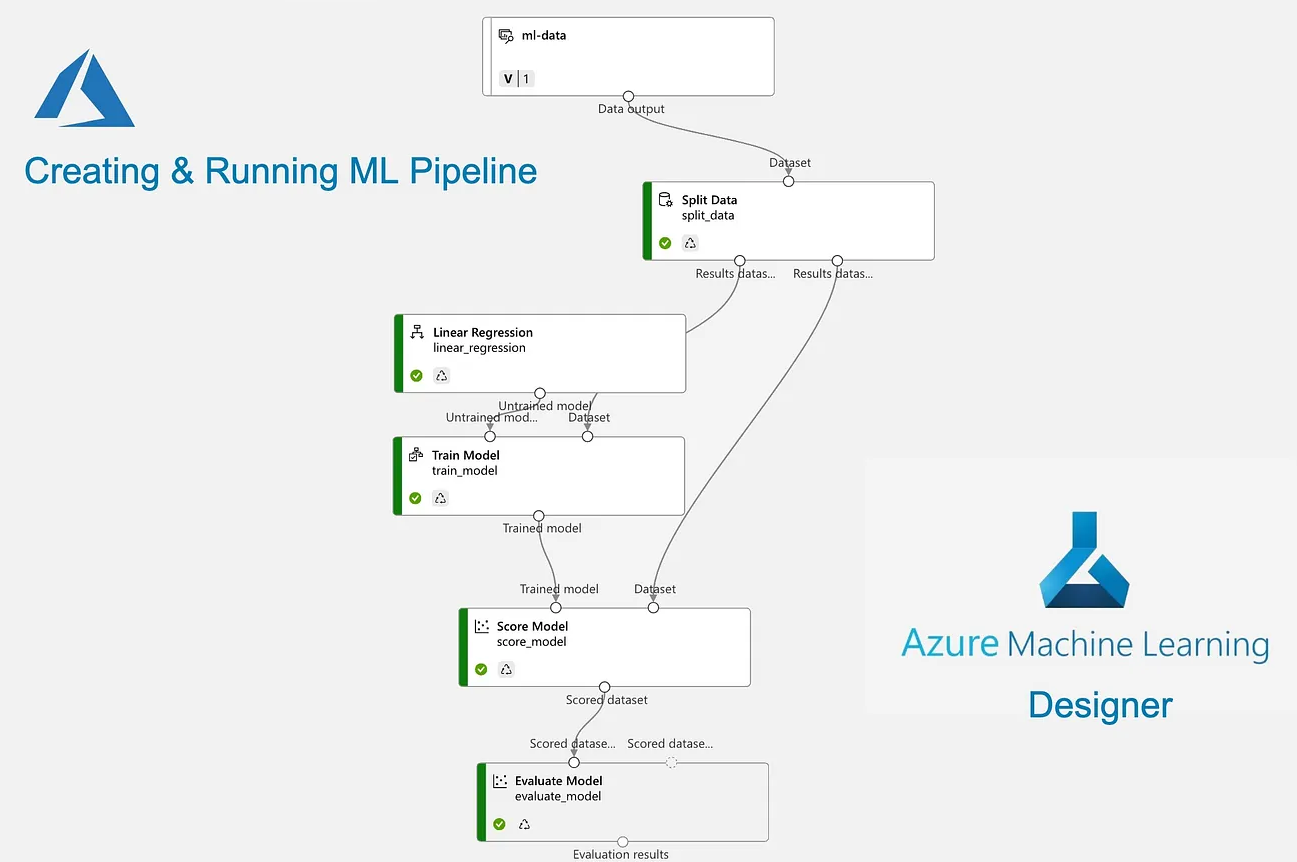 ml-data
V 1
Data output
Creating & Running ML Pipeline
Dataset
Split Data
split_data
Results datas... Results datas...
Linear Regression
linear_regression
Untrained model
Untrained mod... Dataset
Train Model
train_model
Trained model
Trained model Dataset
Score Model
score_model
Scored dataset
Scored datase... Scored datase...
Evaluate Model
evaluate_model
Evaluation results
Azure Machine Learning
Designer